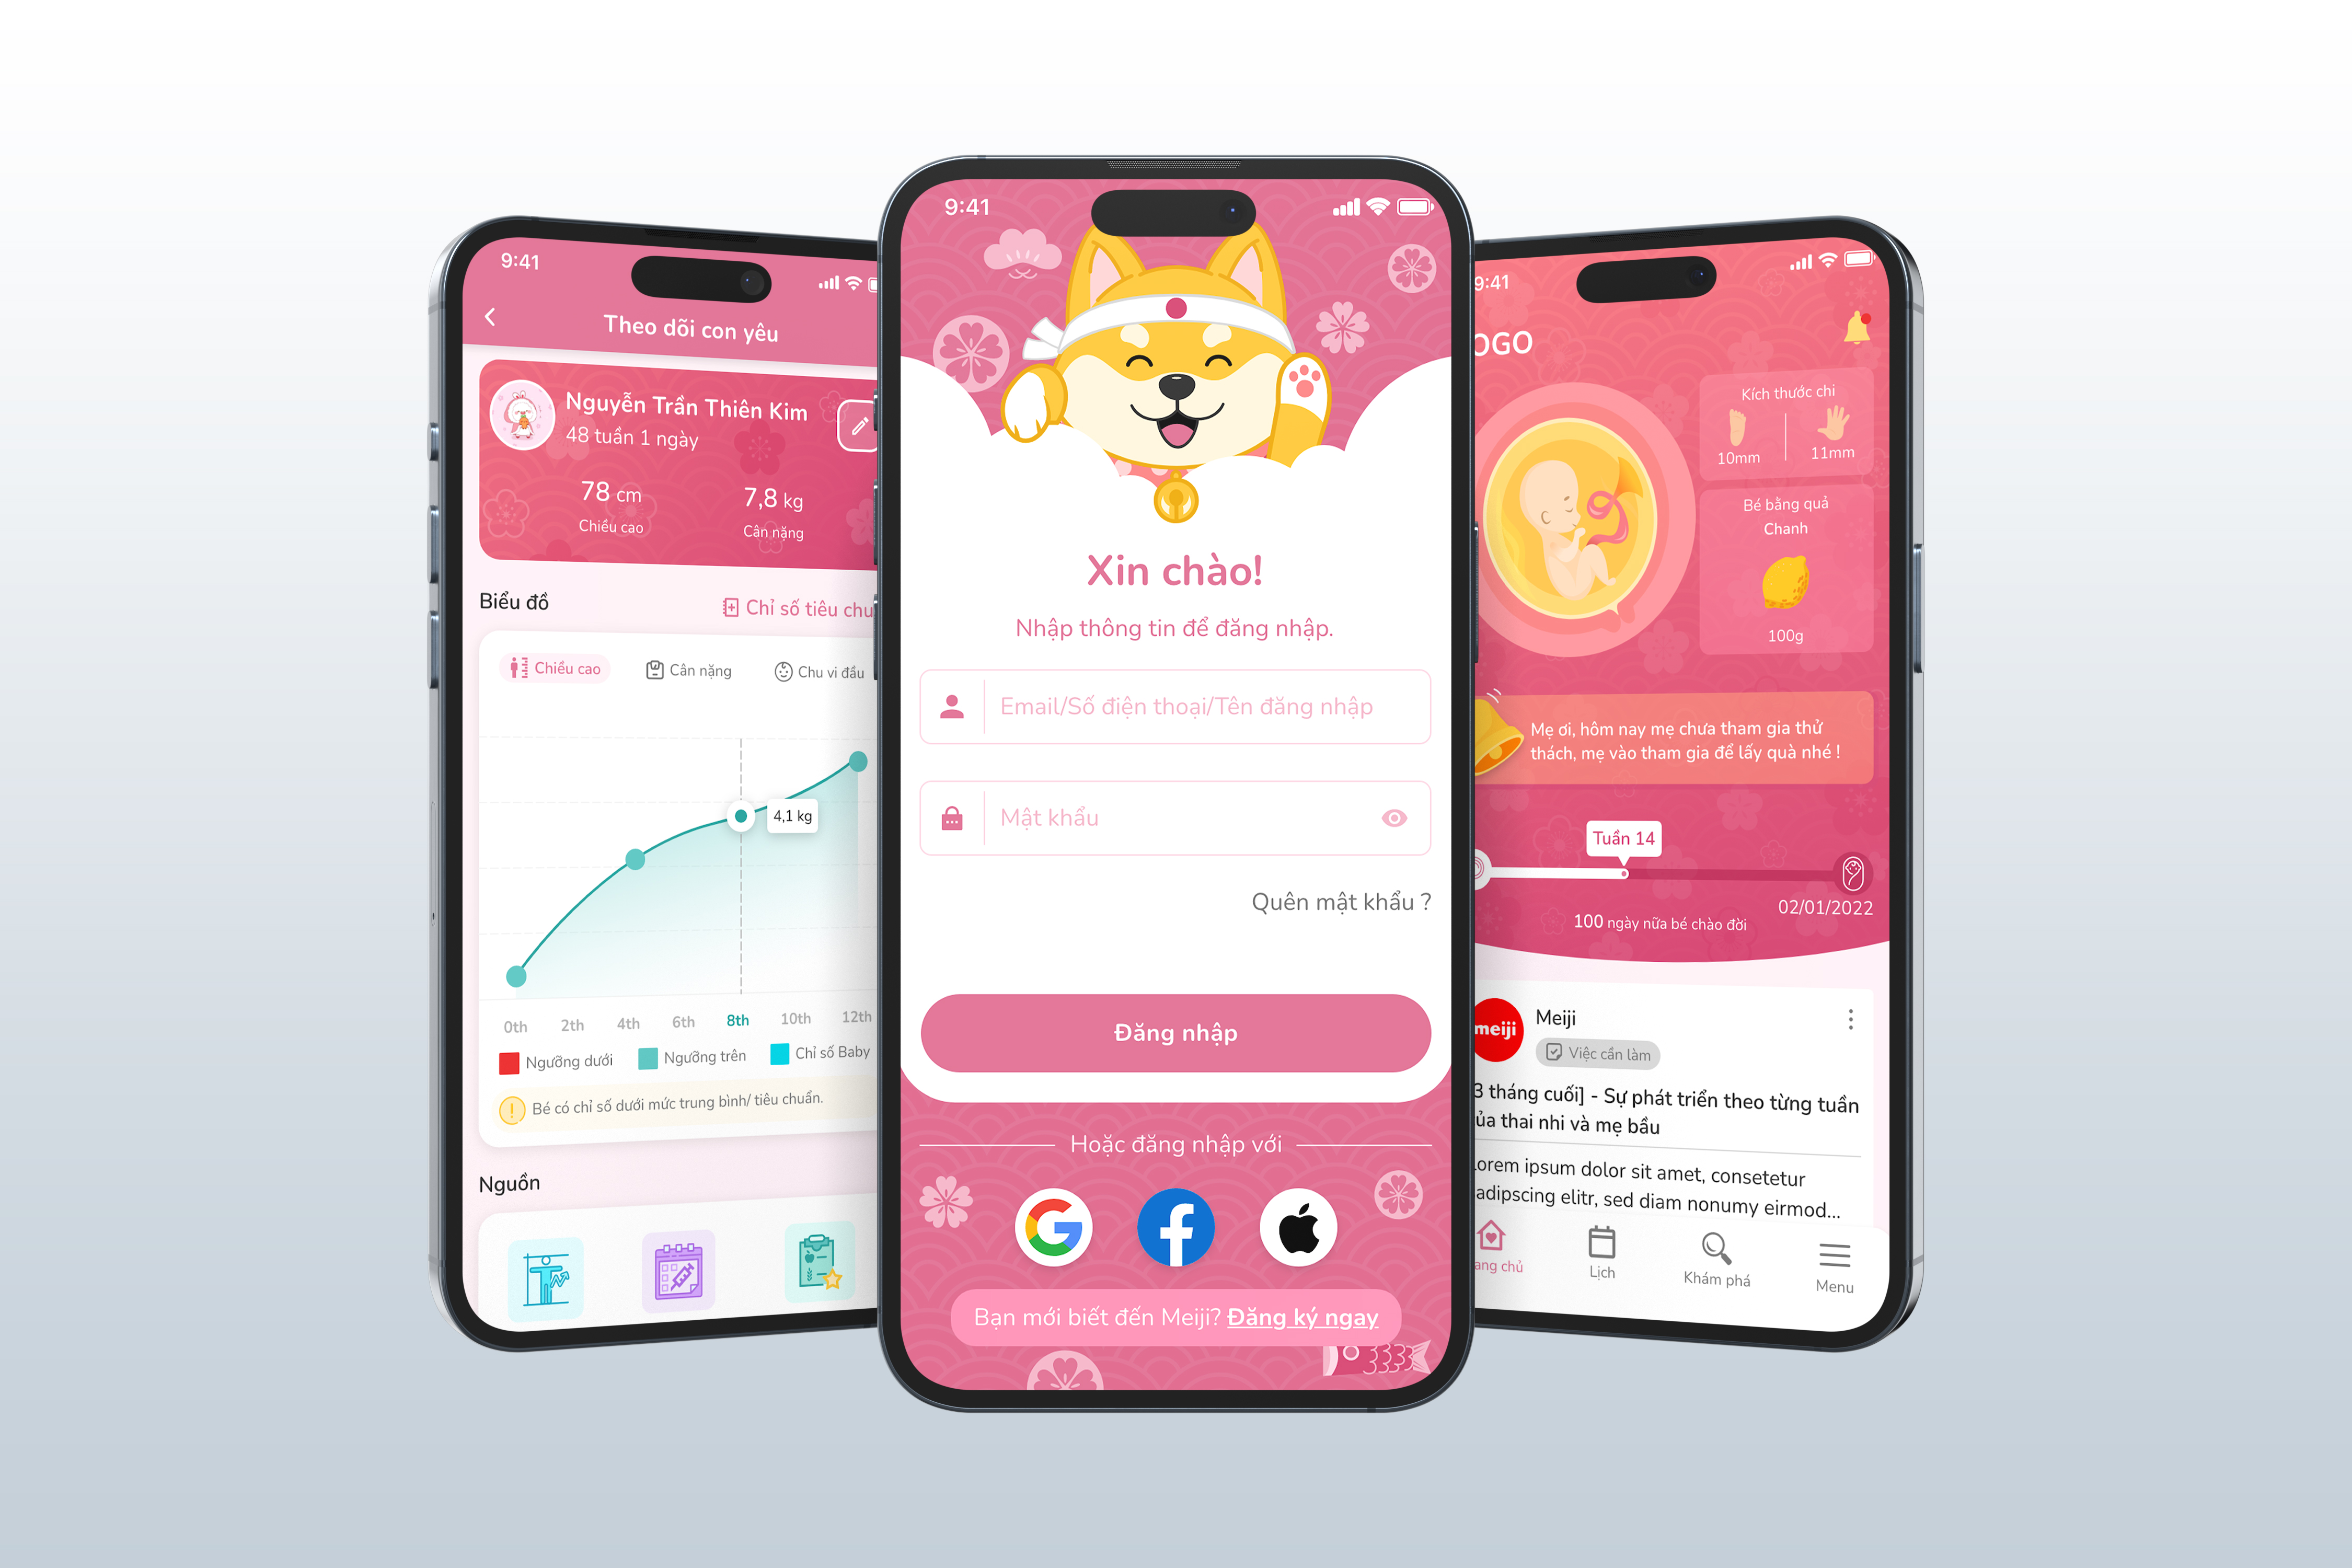 9:41
Theo dõi con yêu
Nguyễn Trần Thiên Kim
48 tuần 1 ngày
78 cm
7,8 kg
Chiều cao
Cân nặng
Biểu đồ
Chỉ số tiêu chu
Chiều cao
Cân nặng
Chu vi đầu
4,1 kg
0th 2th 4th 6th 8th 10th 12th
Ngưỡng dưới
Ngưỡng trên
Chỉ số Baby
Bé có chỉ số dưới mức trung bình/ tiêu chuẩn.
Nguồn
9:41
Xin chào!
Nhập thông tin để đăng nhập.
Email/Số điện thoại/Tên đăng nhập
Mật khẩu
Quên mật khẩu ?
Đăng nhập
Hoặc đăng nhập với
Bạn mới biết đến Meiji? Đăng ký ngay
9:41
OGO
Kích thước chi
10mm
11mm
Bé bằng quả
Chanh
100g
Mẹ ơi, hôm nay mẹ chưa tham gia thử
thách, mẹ vào tham gia để lấy quà nhé !
Tuần 14
02/01/2022
100 ngày nữa bé chào đời
meiji
Meiji
Việc cần làm
3 tháng cuối] - Sự phát triển theo từng tuần
ủa thai nhi và mẹ bầu
Lorem ipsum dolor sit amet, consetetur
adipscing elitr, sed diam nonumy eirmod...
ang chủ
Lịch
Khám phá
Menu